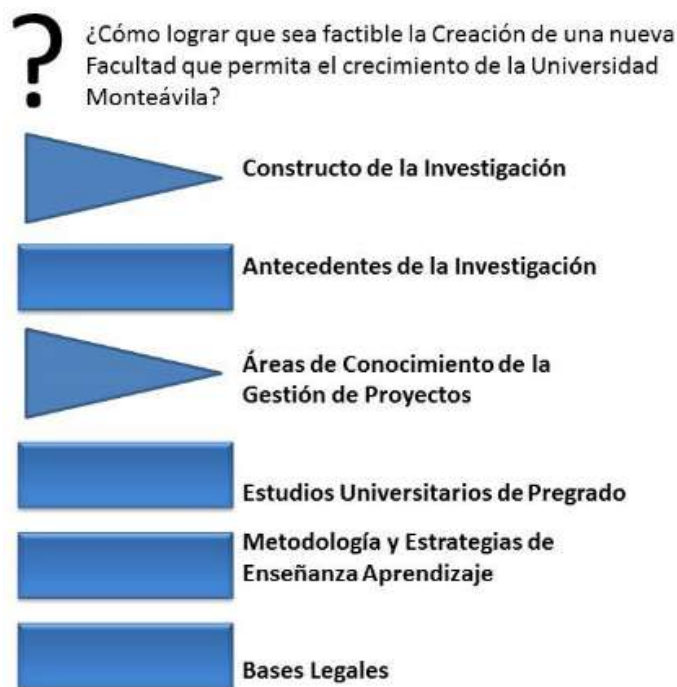 ?
¿Cómo lograr que sea factible la Creación de una nueva
Facultad que permita el crecimiento de la Universidad
Monteávila?
Constructo de la Investigación
Antecedentes de la Investigación
Áreas de Conocimiento de la
Gestión de Proyectos
Estudios Universitarios de Pregrado
Metodología y Estrategias de
Enseñanza Aprendizaje
Bases Legales